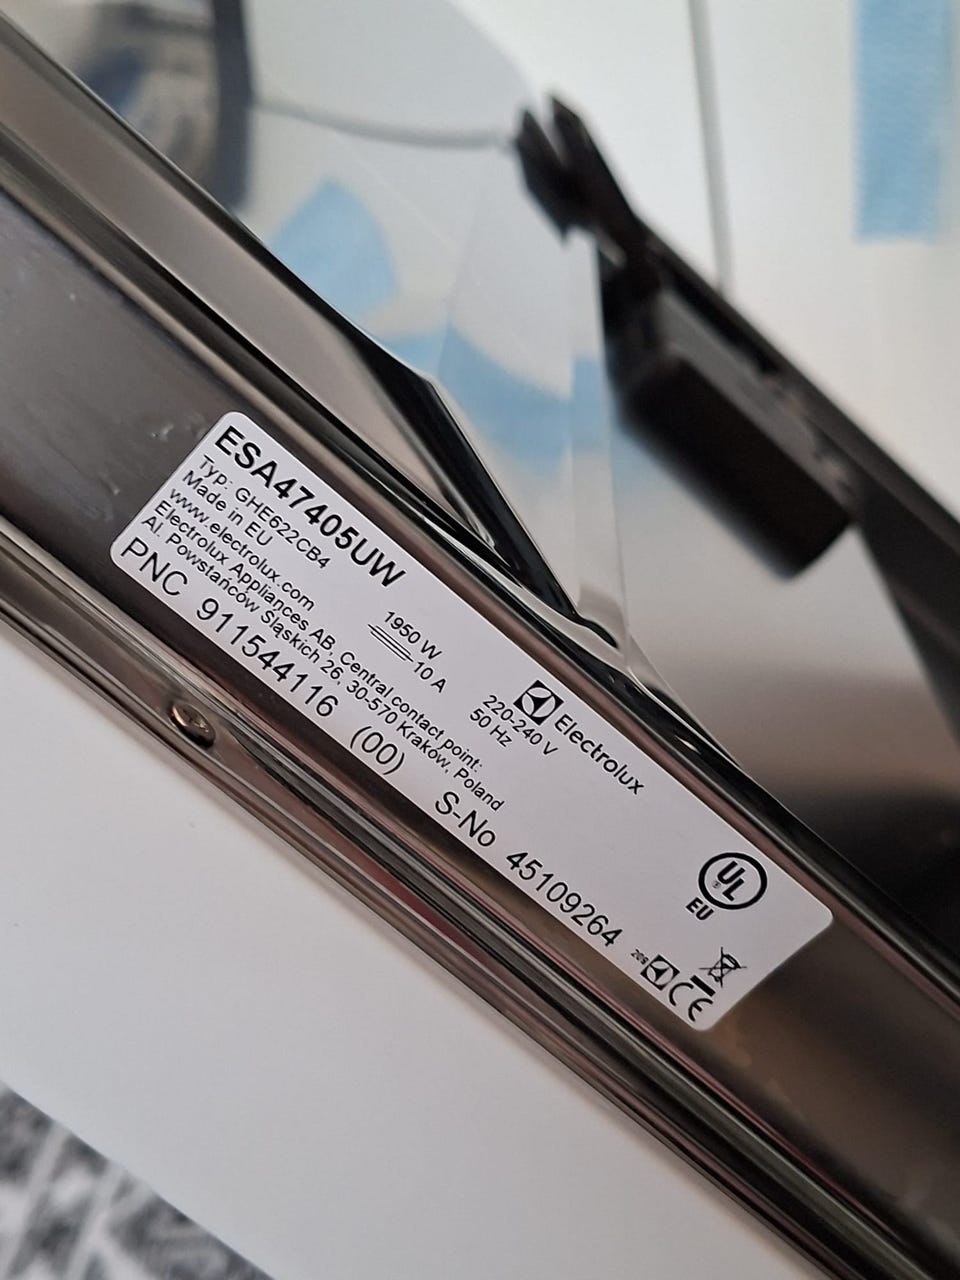 ESA47405UW
Typ: GHE622CB4
Made in EU
www.electrolux.com
Electrolux Appliances AB, Central contact point:
Al. Powstańców Śląskich 26, 30-570 Kraków, Poland
1950 W
10 A
220-240 V
50 Hz
Electrolux
PNC 911544116 (00) S-No 45109264
UL
EU
CE